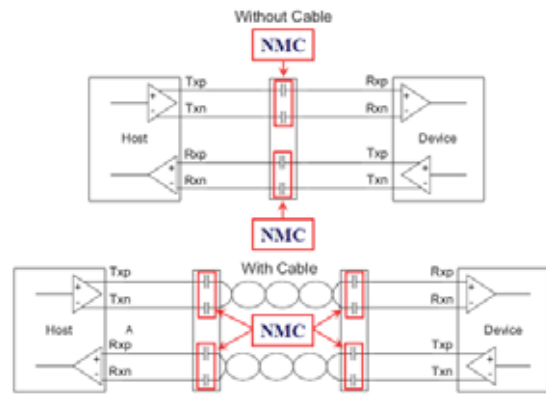 Without Cable
NMC
Txp Rxp
Txn Rxn
Host Device
Rxp Txp
Rxn Txn
NMC
With Cable
Txp Rxp
Txn Rxn
Host A NMC Device
Rxp Txp
Rxn Txn